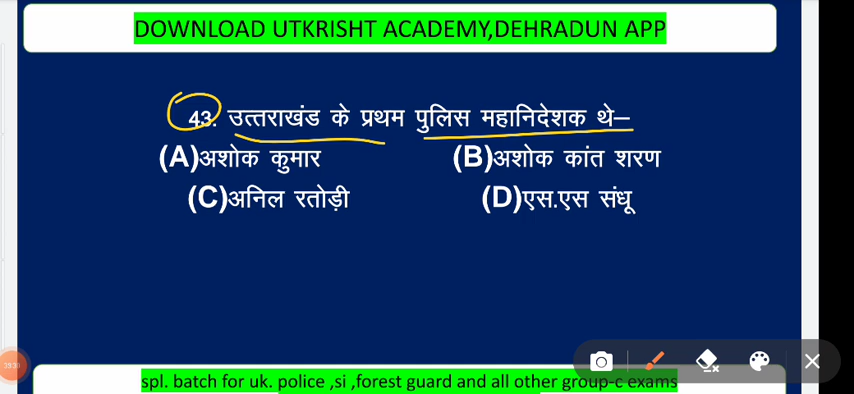 DOWNLOAD UTKRISHT ACADEMY,DEHRADUN APP
43. उत्तराखंड के प्रथम पुलिस महानिदेशक थे–
(A)अशोक कुमार (B)अशोक कांत शरण
(C)अनिल रतोड़ी (D)एस.एस संधू
spl. batch for uk. police ,si ,forest guard and all other group-c exams